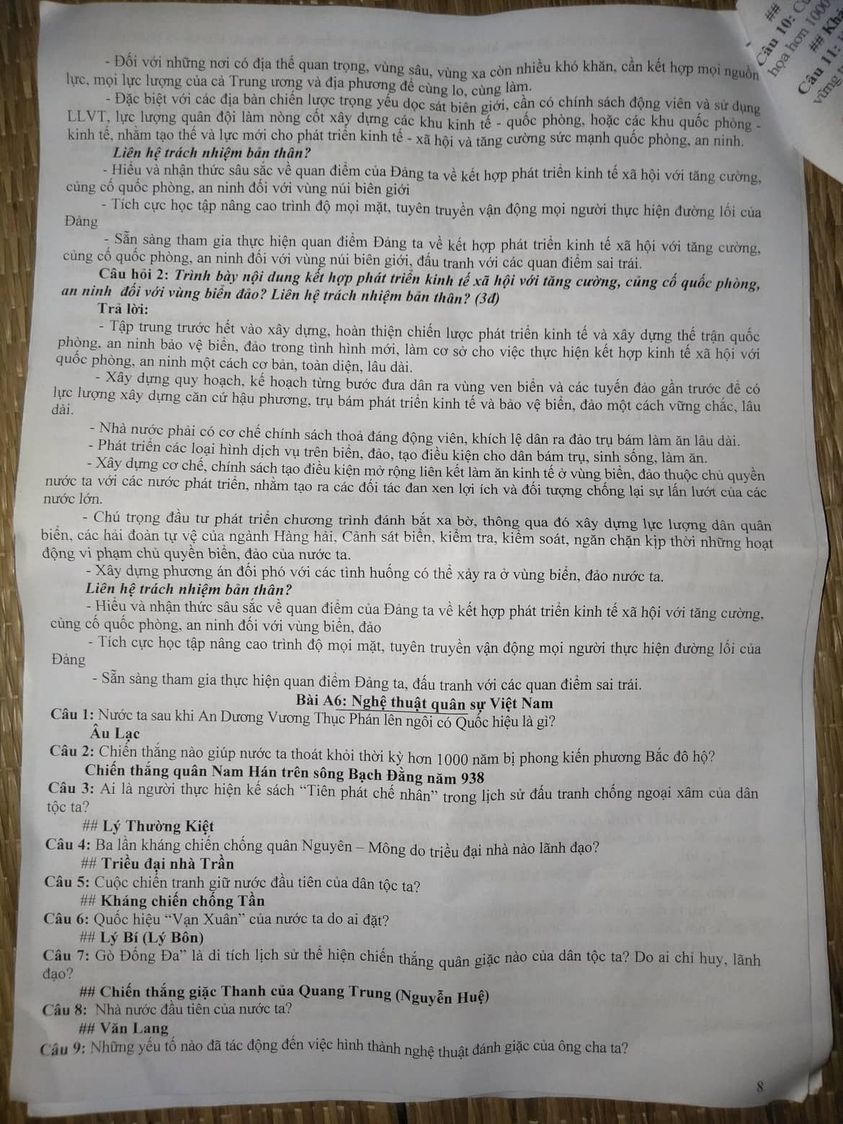 - Đối với những nơi có địa thế quan trọng, vùng sâu, vùng xa còn nhiều khó khăn, cần kết hợp mọi nguồn
lực, mọi lực lượng của cả Trung ương và địa phương để cùng lo, cùng làm.
- Đặc biệt với các địa bàn chiến lược trọng yếu dọc sát biên giới, cần có chính sách động viên và sử dụng
LLVT, lực lượng quân đội làm nòng cốt xây dựng các khu kinh tế - quốc phòng, hoặc các khu quốc phòng -
kinh tế, nhằm tạo thế và lực mới cho phát triển kinh tế - xã hội và tăng cường sức mạnh quốc phòng, an ninh.
Liên hệ trách nhiệm bản thân?
- Hiểu và nhận thức sâu sắc về quan điểm của Đảng ta về kết hợp phát triển kinh tế xã hội với tăng cường,
củng cố quốc phòng, an ninh đối với vùng núi biên giới
- Tích cực học tập nâng cao trình độ mọi mặt, tuyên truyền vận động mọi người thực hiện đường lối của
Đảng
- Sẵn sàng tham gia thực hiện quan điểm Đảng ta về kết hợp phát triển kinh tế xã hội với tăng cường,
củng cố quốc phòng, an ninh đối với vùng núi biên giới, đấu tranh với các quan điểm sai trái.
Câu hỏi 2: Trình bày nội dung kết hợp phát triển kinh tế xã hội với tăng cường, củng cố quốc phòng,
an ninh đối với vùng biển đảo? Liên hệ trách nhiệm bản thân? (3đ)
Trả lời:
- Tập trung trước hết vào xây dựng, hoàn thiện chiến lược phát triển kinh tế và xây dựng thế trận quốc
phòng, an ninh bảo vệ biển, đảo trong tình hình mới, làm cơ sở cho việc thực hiện kết hợp kinh tế xã hội với
quốc phòng, an ninh một cách cơ bản, toàn diện, lâu dài.
- Xây dựng quy hoạch, kế hoạch từng bước đưa dân ra vùng ven biển và các tuyến đảo gần trước để có
lực lượng xây dựng căn cứ hậu phương, trụ bám phát triển kinh tế và bảo vệ biển, đảo một cách vững chắc, lâu
dài.
- Nhà nước phải có cơ chế chính sách thoả đáng động viên, khích lệ dân ra đảo trụ bám làm ăn lâu dài.
- Phát triển các loại hình dịch vụ trên biển, đảo, tạo điều kiện cho dân bám trụ, sinh sống, làm ăn.
- Xây dựng cơ chế, chính sách tạo điều kiện mở rộng liên kết làm ăn kinh tế ở vùng biển, đảo thuộc chủ quyền
nước ta với các nước phát triển, nhằm tạo ra các đối tác đan xen lợi ích và đối tượng chống lại sự lấn lướt của các
nước lớn.
- Chú trọng đầu tư phát triển chương trình đánh bắt xa bờ, thông qua đó xây dựng lực lượng dân quân
biển, các hải đoàn tự vệ của ngành Hàng hải, Cảnh sát biển, kiểm tra, kiểm soát, ngăn chặn kịp thời những hoạt
động vi phạm chủ quyền biển, đảo của nước ta.
- Xây dựng phương án đối phó với các tình huống có thể xảy ra ở vùng biển, đảo nước ta.
Liên hệ trách nhiệm bản thân?
- Hiểu và nhận thức sâu sắc về quan điểm của Đảng ta về kết hợp phát triển kinh tế xã hội với tăng cường,
củng cố quốc phòng, an ninh đối với vùng biển, đảo
- Tích cực học tập nâng cao trình độ mọi mặt, tuyên truyền vận động mọi người thực hiện đường lối của
Đảng
- Sẵn sàng tham gia thực hiện quan điểm Đảng ta, đấu tranh với các quan điểm sai trái.
Bài A6: Nghệ thuật quân sự Việt Nam
Câu 1: Nước ta sau khi An Dương Vương Thục Phán lên ngôi có Quốc hiệu là gì?
Âu Lạc
Câu 2: Chiến thắng nào giúp nước ta thoát khỏi thời kỳ hơn 1000 năm bị phong kiến phương Bắc đô hộ?
Chiến thắng quân Nam Hán trên sông Bạch Đằng năm 938
Câu 3: Ai là người thực hiện kế sách "Tiên phát chế nhân" trong lịch sử đấu tranh chống ngoại xâm của dân
tộc ta?
## Lý Thường Kiệt
Câu 4: Ba lần kháng chiến chống quân Nguyên – Mông do triều đại nhà nào lãnh đạo?
## Triều đại nhà Trần
Câu 5: Cuộc chiến tranh giữ nước đầu tiên của dân tộc ta?
## Kháng chiến chống Tần
Câu 6: Quốc hiệu "Vạn Xuân" của nước ta do ai đặt?
## Lý Bí (Lý Bôn)
Câu 7: Gò Đống Đa" là di tích lịch sử thể hiện chiến thắng quân giặc nào của dân tộc ta? Do ai chỉ huy, lãnh
đạo?
## Chiến thắng giặc Thanh của Quang Trung (Nguyễn Huệ)
Câu 8: Nhà nước đầu tiên của nước ta?
## Văn Lang
Câu 9: Những yếu tố nào đã tác động đến việc hình thành nghệ thuật đánh giặc của ông cha ta?
8
##
Câu 10:
họa hơn 1000
##
Câu 11:
vững